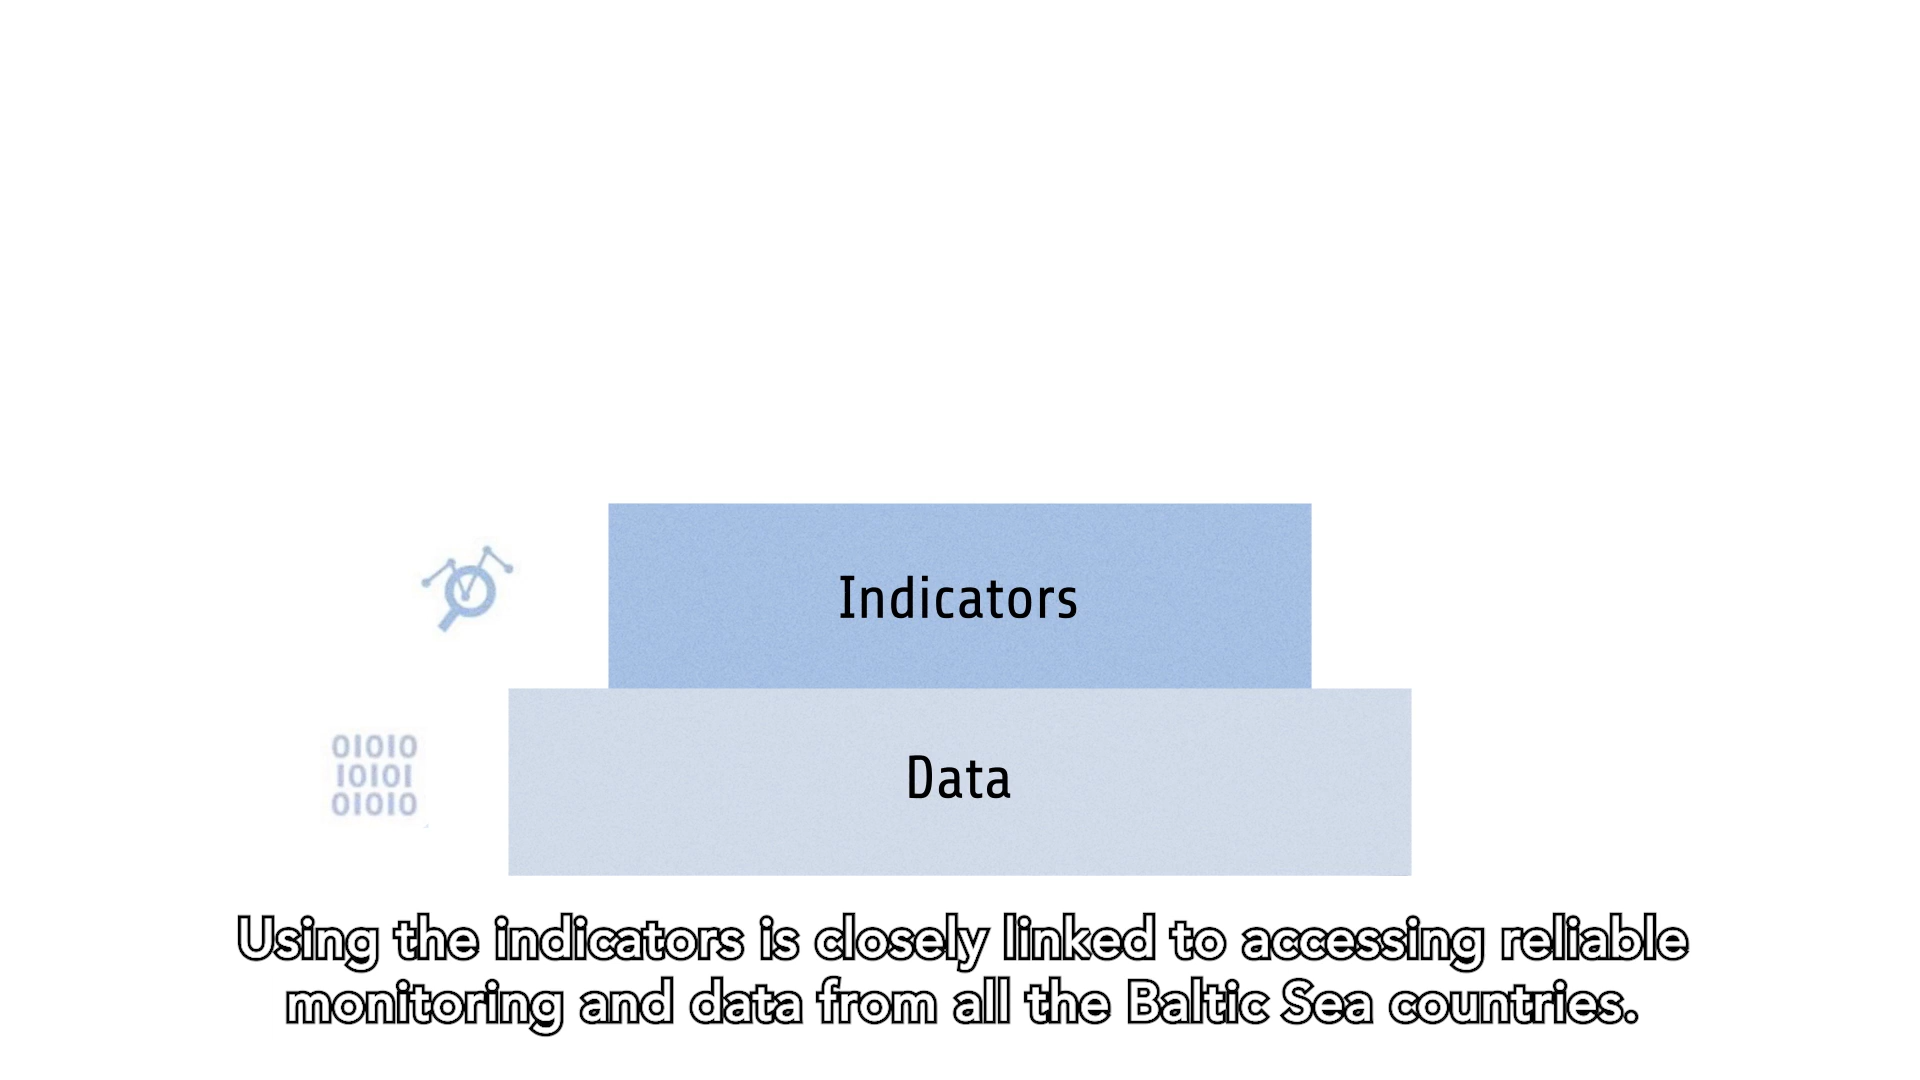 Indicators
01010
10101
01010
Data
Using the indicators is closely linked to accessing reliable
monitoring and data from all the Baltic Sea countries.